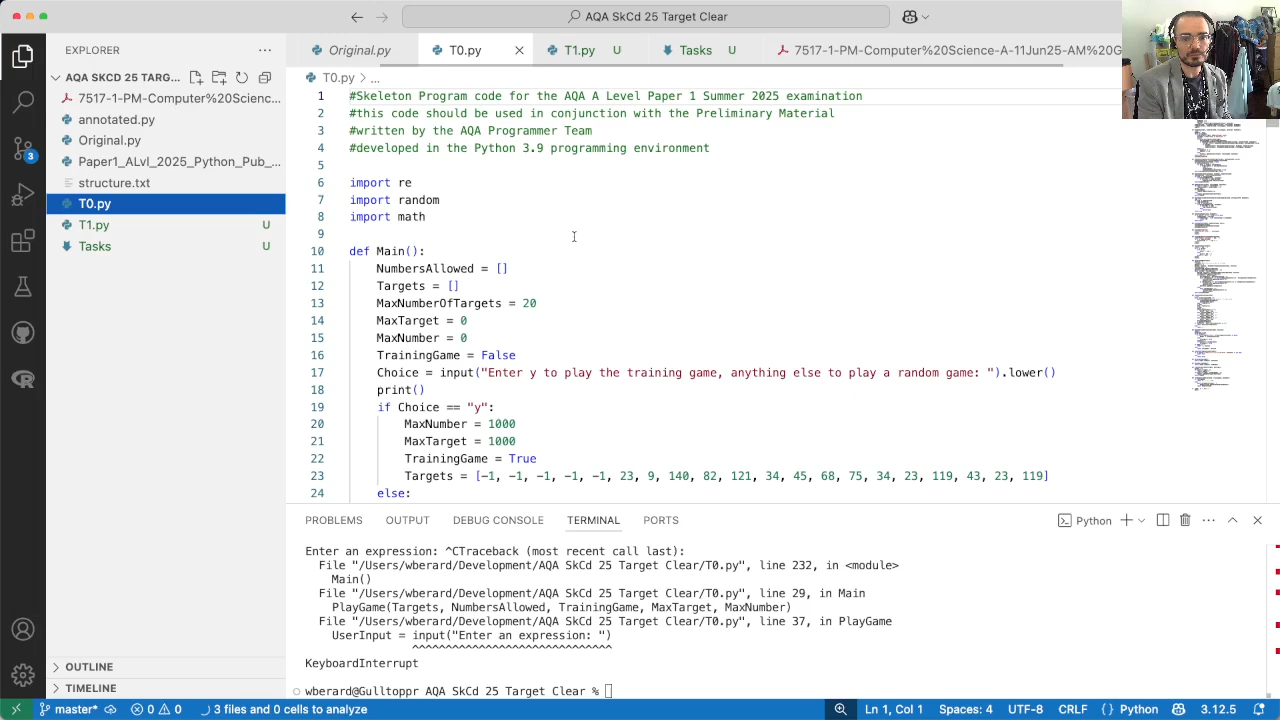 AQA SkCd 25 Target Clear
EXPLORER
AQA SKCD 25 TARG...
7517-1-PM-Computer%20Scienc...
annotated.py
Original.py
Paper1_ALvl_2025_Python_Pub_...
T0.py
T1.py U
Tasks U
3
Original.py
T0.py
T1.py U
Tasks U
7517-1-PM-Computer%20Science-A-11Jun25-AM%20G
T0.py > ...
1 #Skeleton Program code for the AQA A Level Paper 1 Summer 2025 examination
2 #this code should be used in conjunction with the Preliminary Material
3 #written by the AQA Programmer Team
4 #developed in the Python 3.9 programming environment
5
6 import re
7 import random
8 import math
9
10 def Main():
11 NumbersAllowed = []
12 Targets = []
13 MaxNumberOfTargets = 20
14 MaxTarget = 0
15 MaxNumber = 0
16 TrainingGame = False
17 Choice = input("Enter y to play the training game, anything else to play a random game: ").lower()
18
19 if Choice == "y":
20 MaxNumber = 1000
21 MaxTarget = 1000
22 TrainingGame = True
23 Targets = [-1, -1, -1, -1, -1, 23, 9, 140, 82, 121, 34, 45, 68, 75, 34, 23, 119, 43, 23, 119]
24 else:
PROBLEMS OUTPUT DEBUG CONSOLE TERMINAL PORTS
Python
Enter an expression: ^CTraceback (most recent call last):
File "/Users/wberard/Development/AQA SkCd 25 Target Clear/T0.py", line 232, in <module>
Main()
File "/Users/wberard/Development/AQA SkCd 25 Target Clear/T0.py", line 29, in Main
PlayGame(Targets, NumbersAllowed, TrainingGame, MaxTarget, MaxNumber)
File "/Users/wberard/Development/AQA SkCd 25 Target Clear/T0.py", line 37, in PlayGame
UserInput = input("Enter an expression: ")
^^^^^^^^^^^^^^^^^^^^^^^^^^^^^
KeyboardInterrupt
wberard@Gulltoppr AQA SkCd 25 Target Clear %
OUTLINE
TIMELINE
master* 0 0 3 files and 0 cells to analyze
Ln 1, Col 1 Spaces: 4 UTF-8 CRLF {} Python 3.12.5